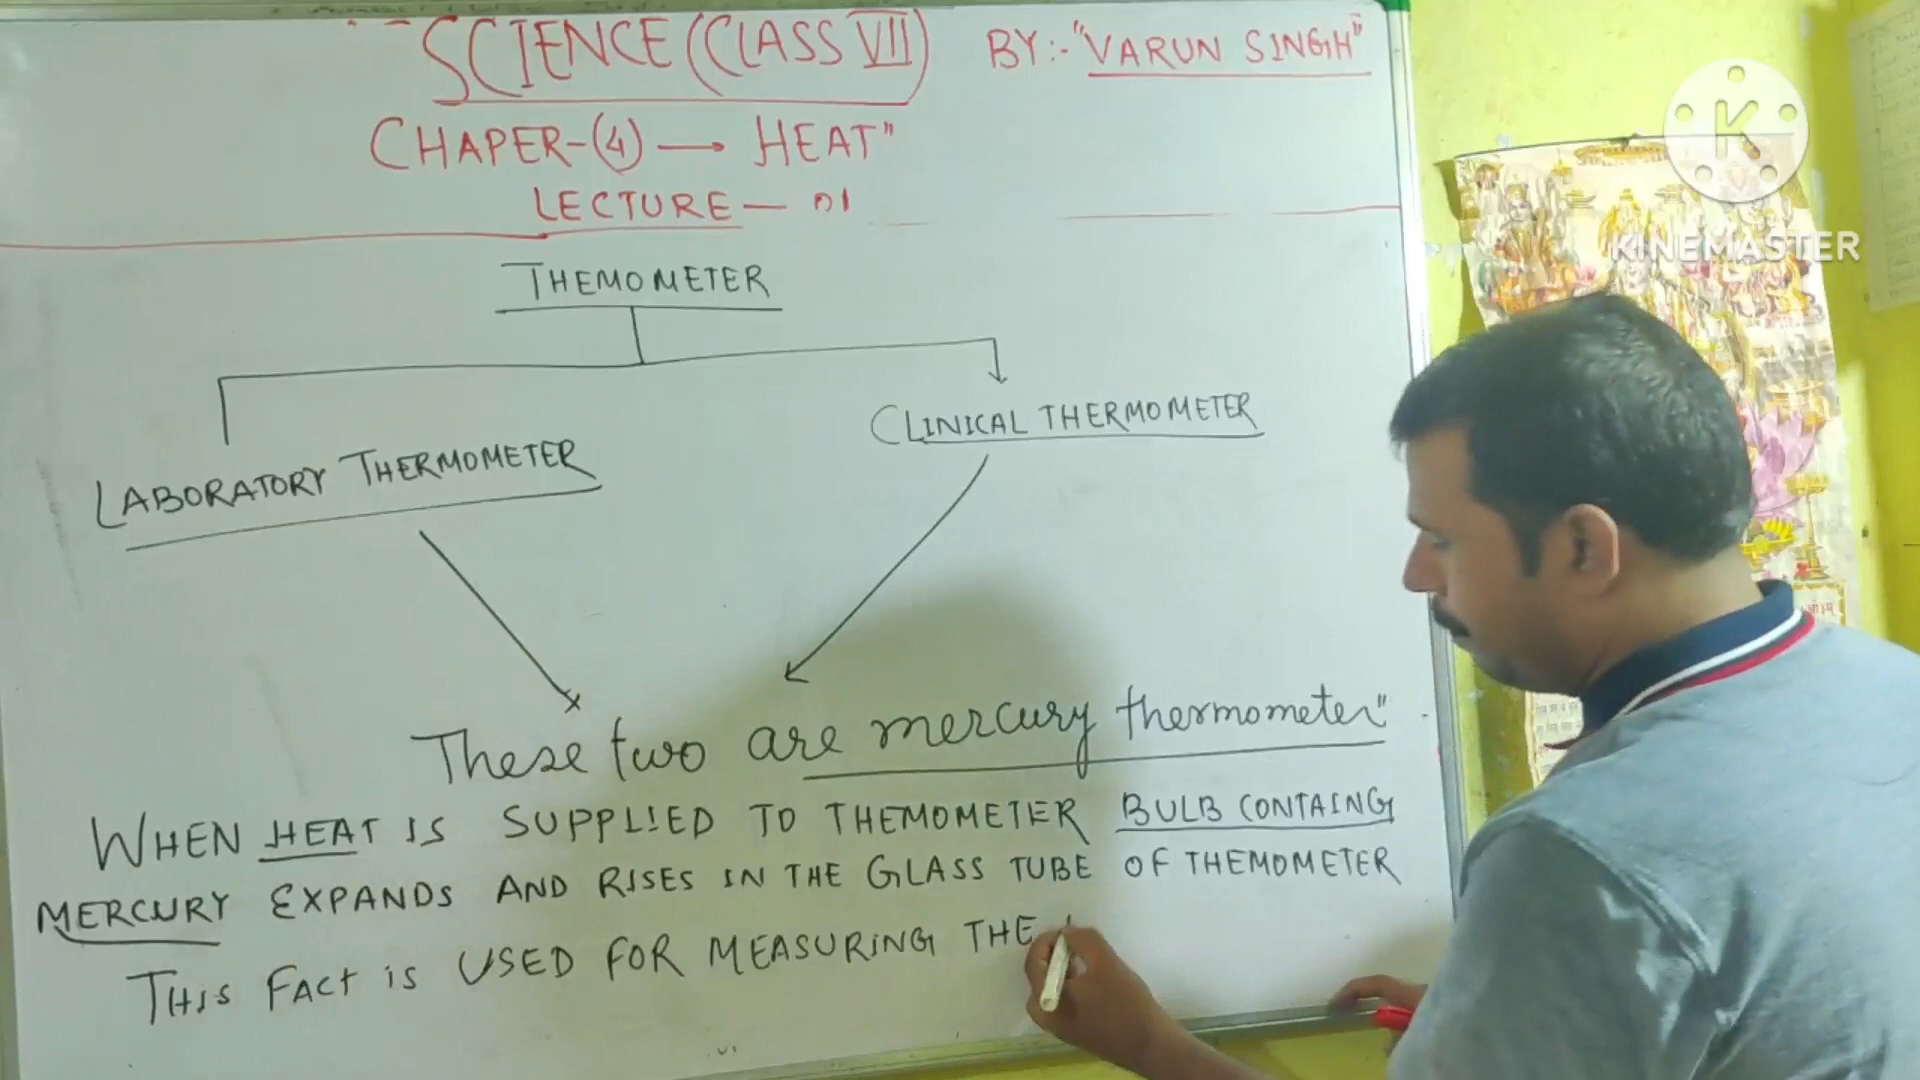 SCIENCE (CLASS VII) BY:- "VARUN SINGH"
CHAPER-(4) → HEAT"
LECTURE - 01
THEMOMETER
LABORATORY THERMOMETER
CLINICAL THERMOMETER
These two are mercury thermometer"
WHEN HEAT IS SUPPLIED TO THEMOMETER BULB CONTAING
MERCURY EXPANDS AND RISES IN THE GLASS TUBE OF THEMOMETER
THIS FACT IS USED FOR MEASURING THE
K
KINEMASTER